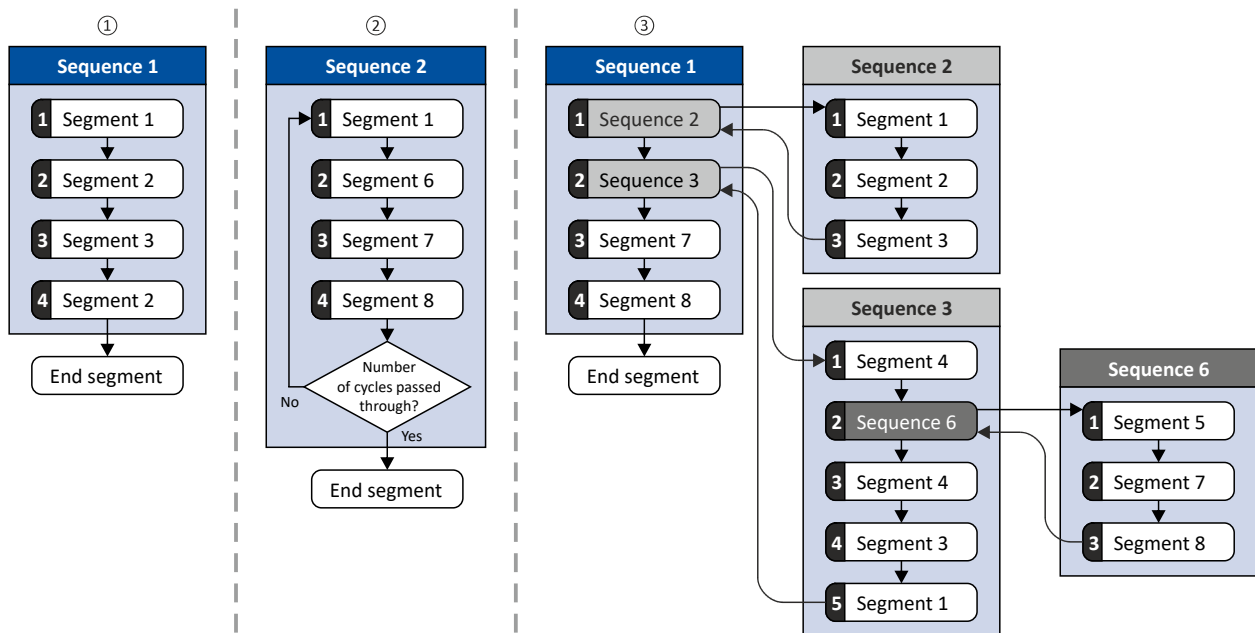 ①
Sequence 1
1 Segment 1
2 Segment 2
3 Segment 3
4 Segment 2
End segment
②
Sequence 2
1 Segment 1
2 Segment 6
3 Segment 7
4 Segment 8
Number
of cycles passed
through?
No
Yes
End segment
③
Sequence 1
1 Sequence 2
2 Sequence 3
3 Segment 7
4 Segment 8
End segment
Sequence 2
1 Segment 1
2 Segment 2
3 Segment 3
Sequence 3
1 Segment 4
2 Sequence 6
3 Segment 4
4 Segment 3
5 Segment 1
Sequence 6
1 Segment 5
2 Segment 7
3 Segment 8